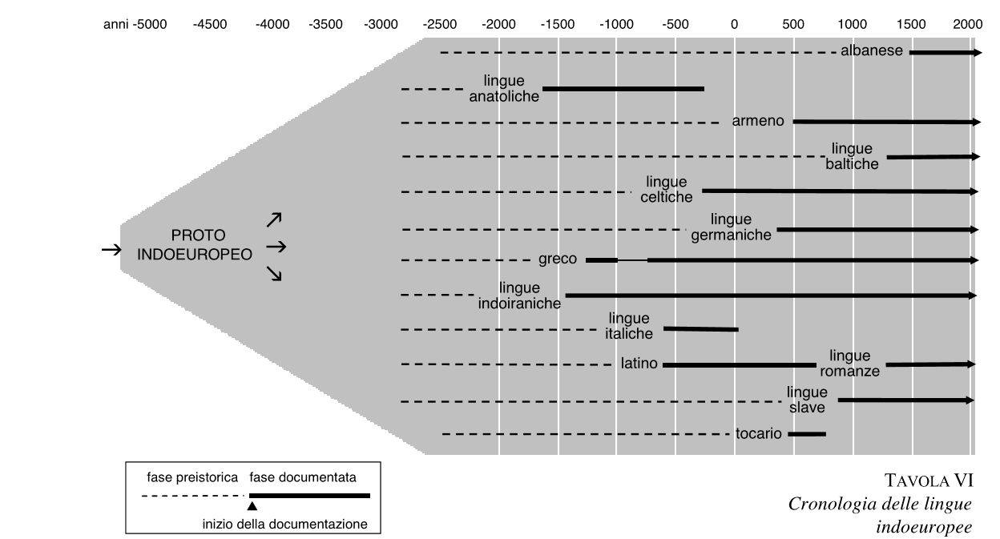 anni -5000 -4500 -4000 -3500 -3000 -2500 -2000 -1500 -1000 -500 0 500 1000 1500 2000
albanese
lingue
anatoliche
armeno
lingue
baltiche
lingue
celtiche
lingue
germaniche
PROTO
INDOEUROPEO
greco
lingue
indoiraniche
lingue
italiche
latino
lingue
romanze
lingue
slave
tocario
fase preistorica fase documentata
inizio della documentazione
TAVOLA VI
Cronologia delle lingue
indoeuropee